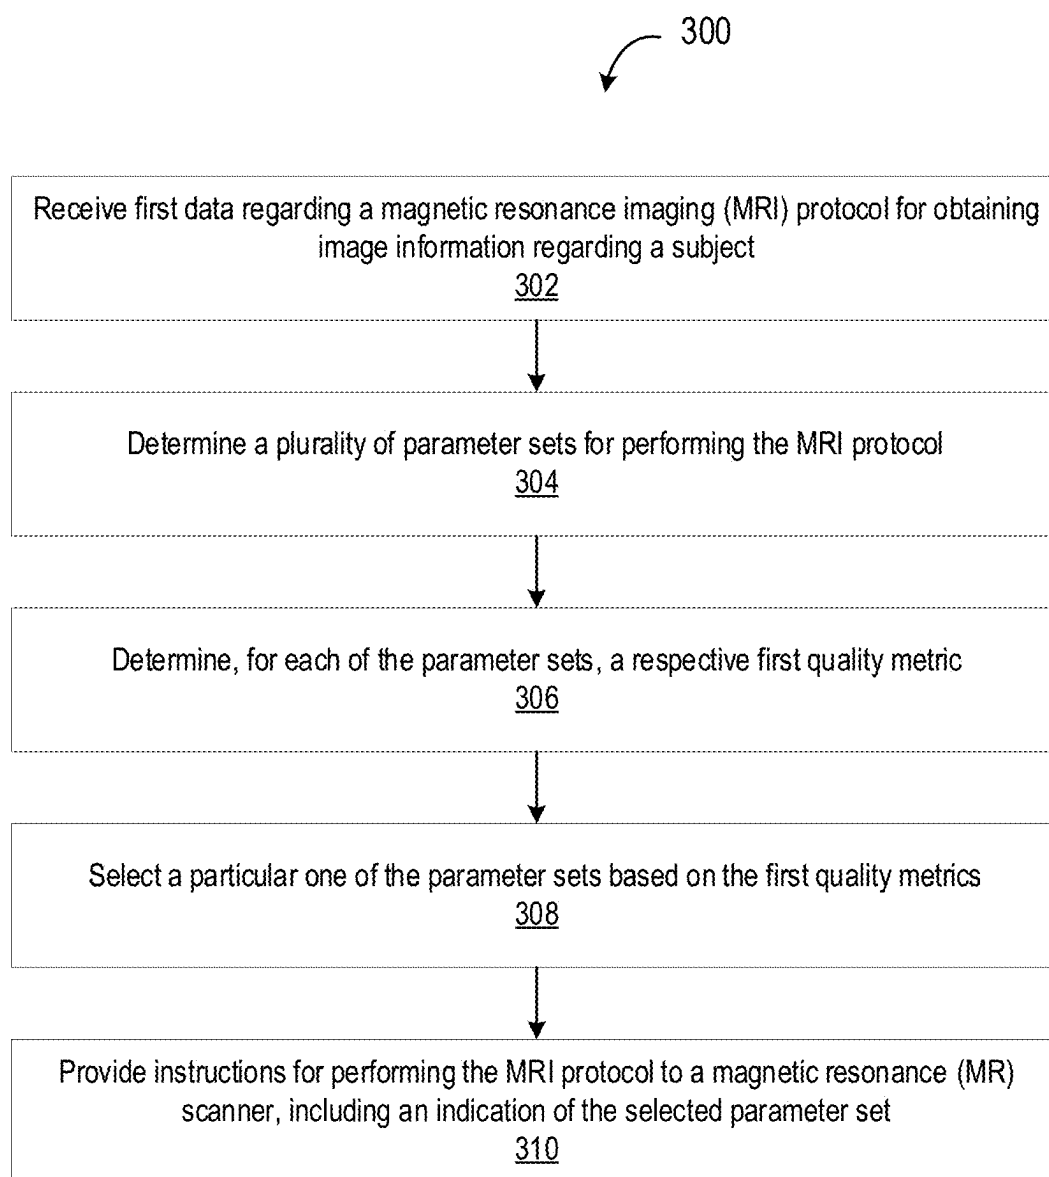 300
Receive first data regarding a magnetic resonance imaging (MRI) protocol for obtaining
image information regarding a subject
302
Determine a plurality of parameter sets for performing the MRI protocol
304
Determine, for each of the parameter sets, a respective first quality metric
306
Select a particular one of the parameter sets based on the first quality metrics
308
Provide instructions for performing the MRI protocol to a magnetic resonance (MR)
scanner, including an indication of the selected parameter set
310